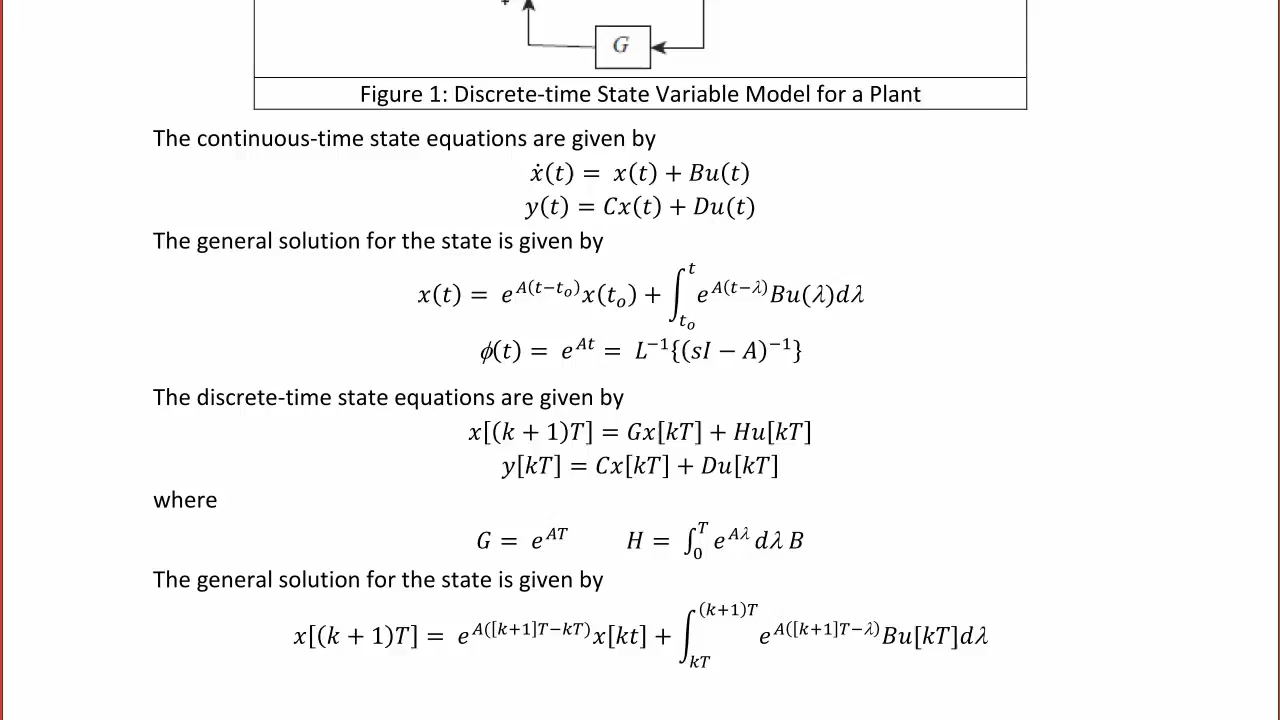 +
G
Figure 1: Discrete-time State Variable Model for a Plant
The continuous-time state equations are given by
ẋ(t) = x(t) + Bu(t)
y(t) = Cx(t) + Du(t)
The general solution for the state is given by
x(t) = e^{A(t−t_o)}x(t_o) + ∫_{t_o}^{t} e^{A(t−λ)}Bu(λ)dλ
ϕ(t) = e^{At} = L^{−1}{(sI − A)^{−1}}
The discrete-time state equations are given by
x[(k + 1)T] = Gx[kT] + Hu[kT]
y[kT] = Cx[kT] + Du[kT]
where
G = e^{AT} H = ∫_{0}^{T} e^{Aλ} dλ B
The general solution for the state is given by
x[(k + 1)T] = e^{A([k+1]T−kT)}x[kt] + ∫_{kT}^{(k+1)T} e^{A([k+1]T−λ)}Bu[kT]dλ